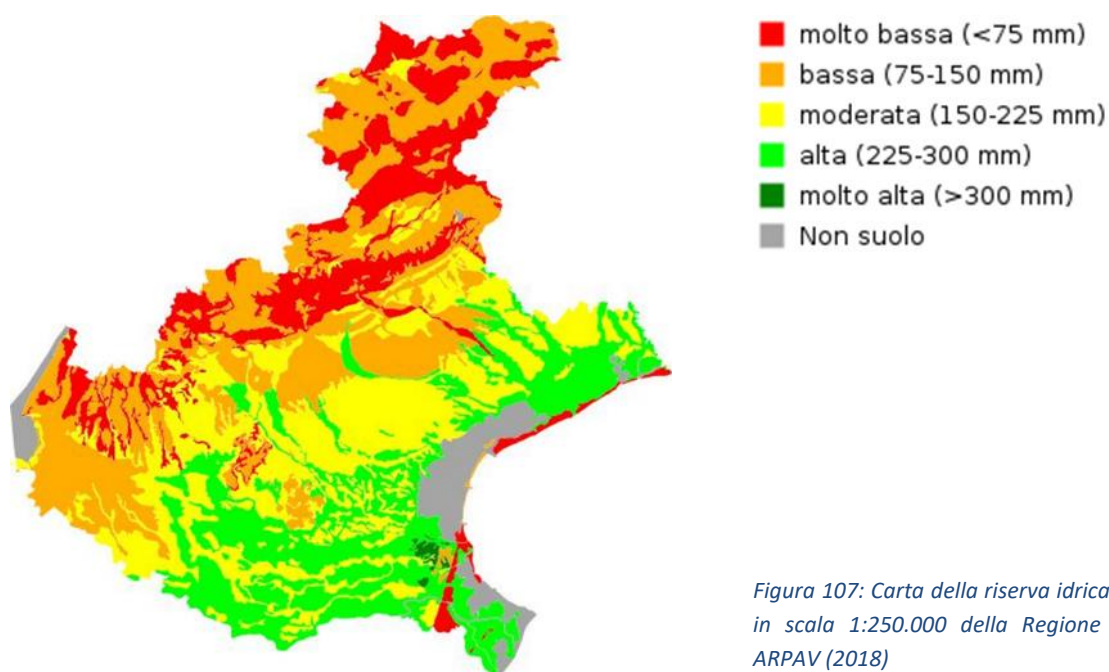 molto bassa (<75 mm)
bassa (75-150 mm)
moderata (150-225 mm)
alta (225-300 mm)
molto alta (>300 mm)
Non suolo
Figura 107: Carta della riserva idrica
in scala 1:250.000 della Regione
ARPAV (2018)